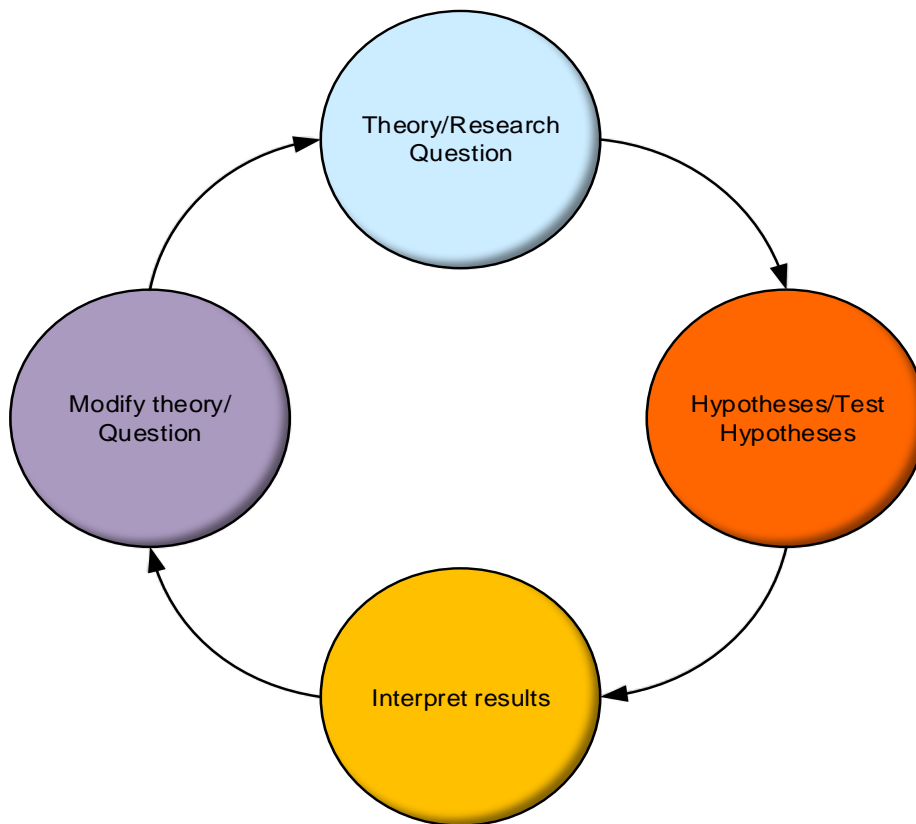 Theory/Research
Question
Hypotheses/Test
Hypotheses
Interpret results
Modify theory/
Question